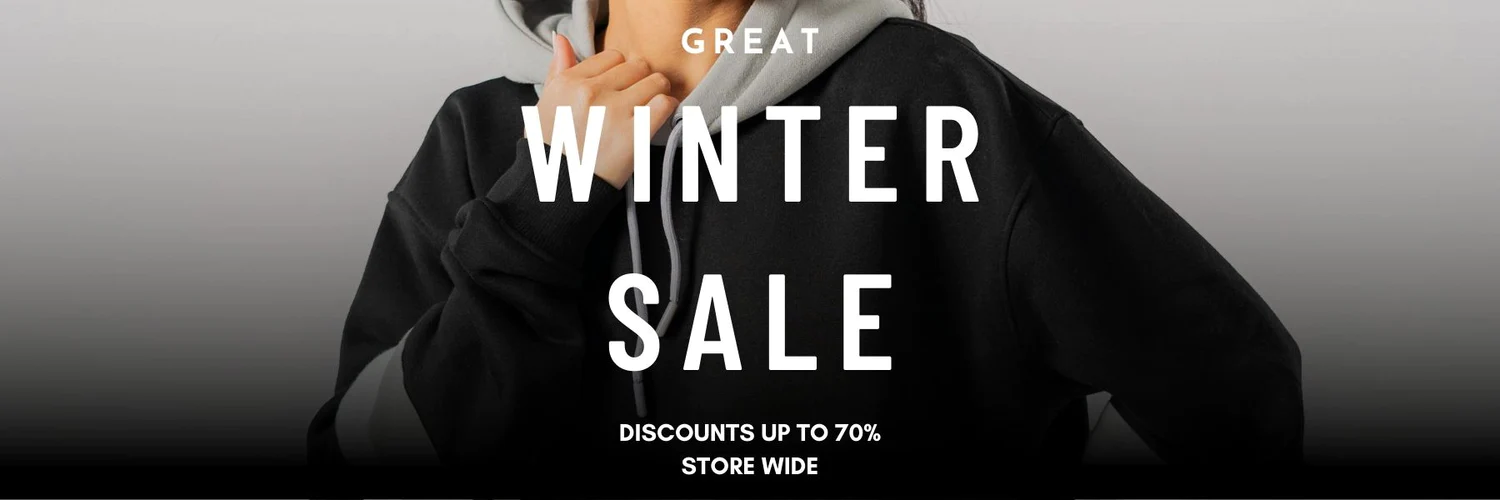 GREAT
WINTER
SALE
DISCOUNTS UP TO 70%
STORE WIDE